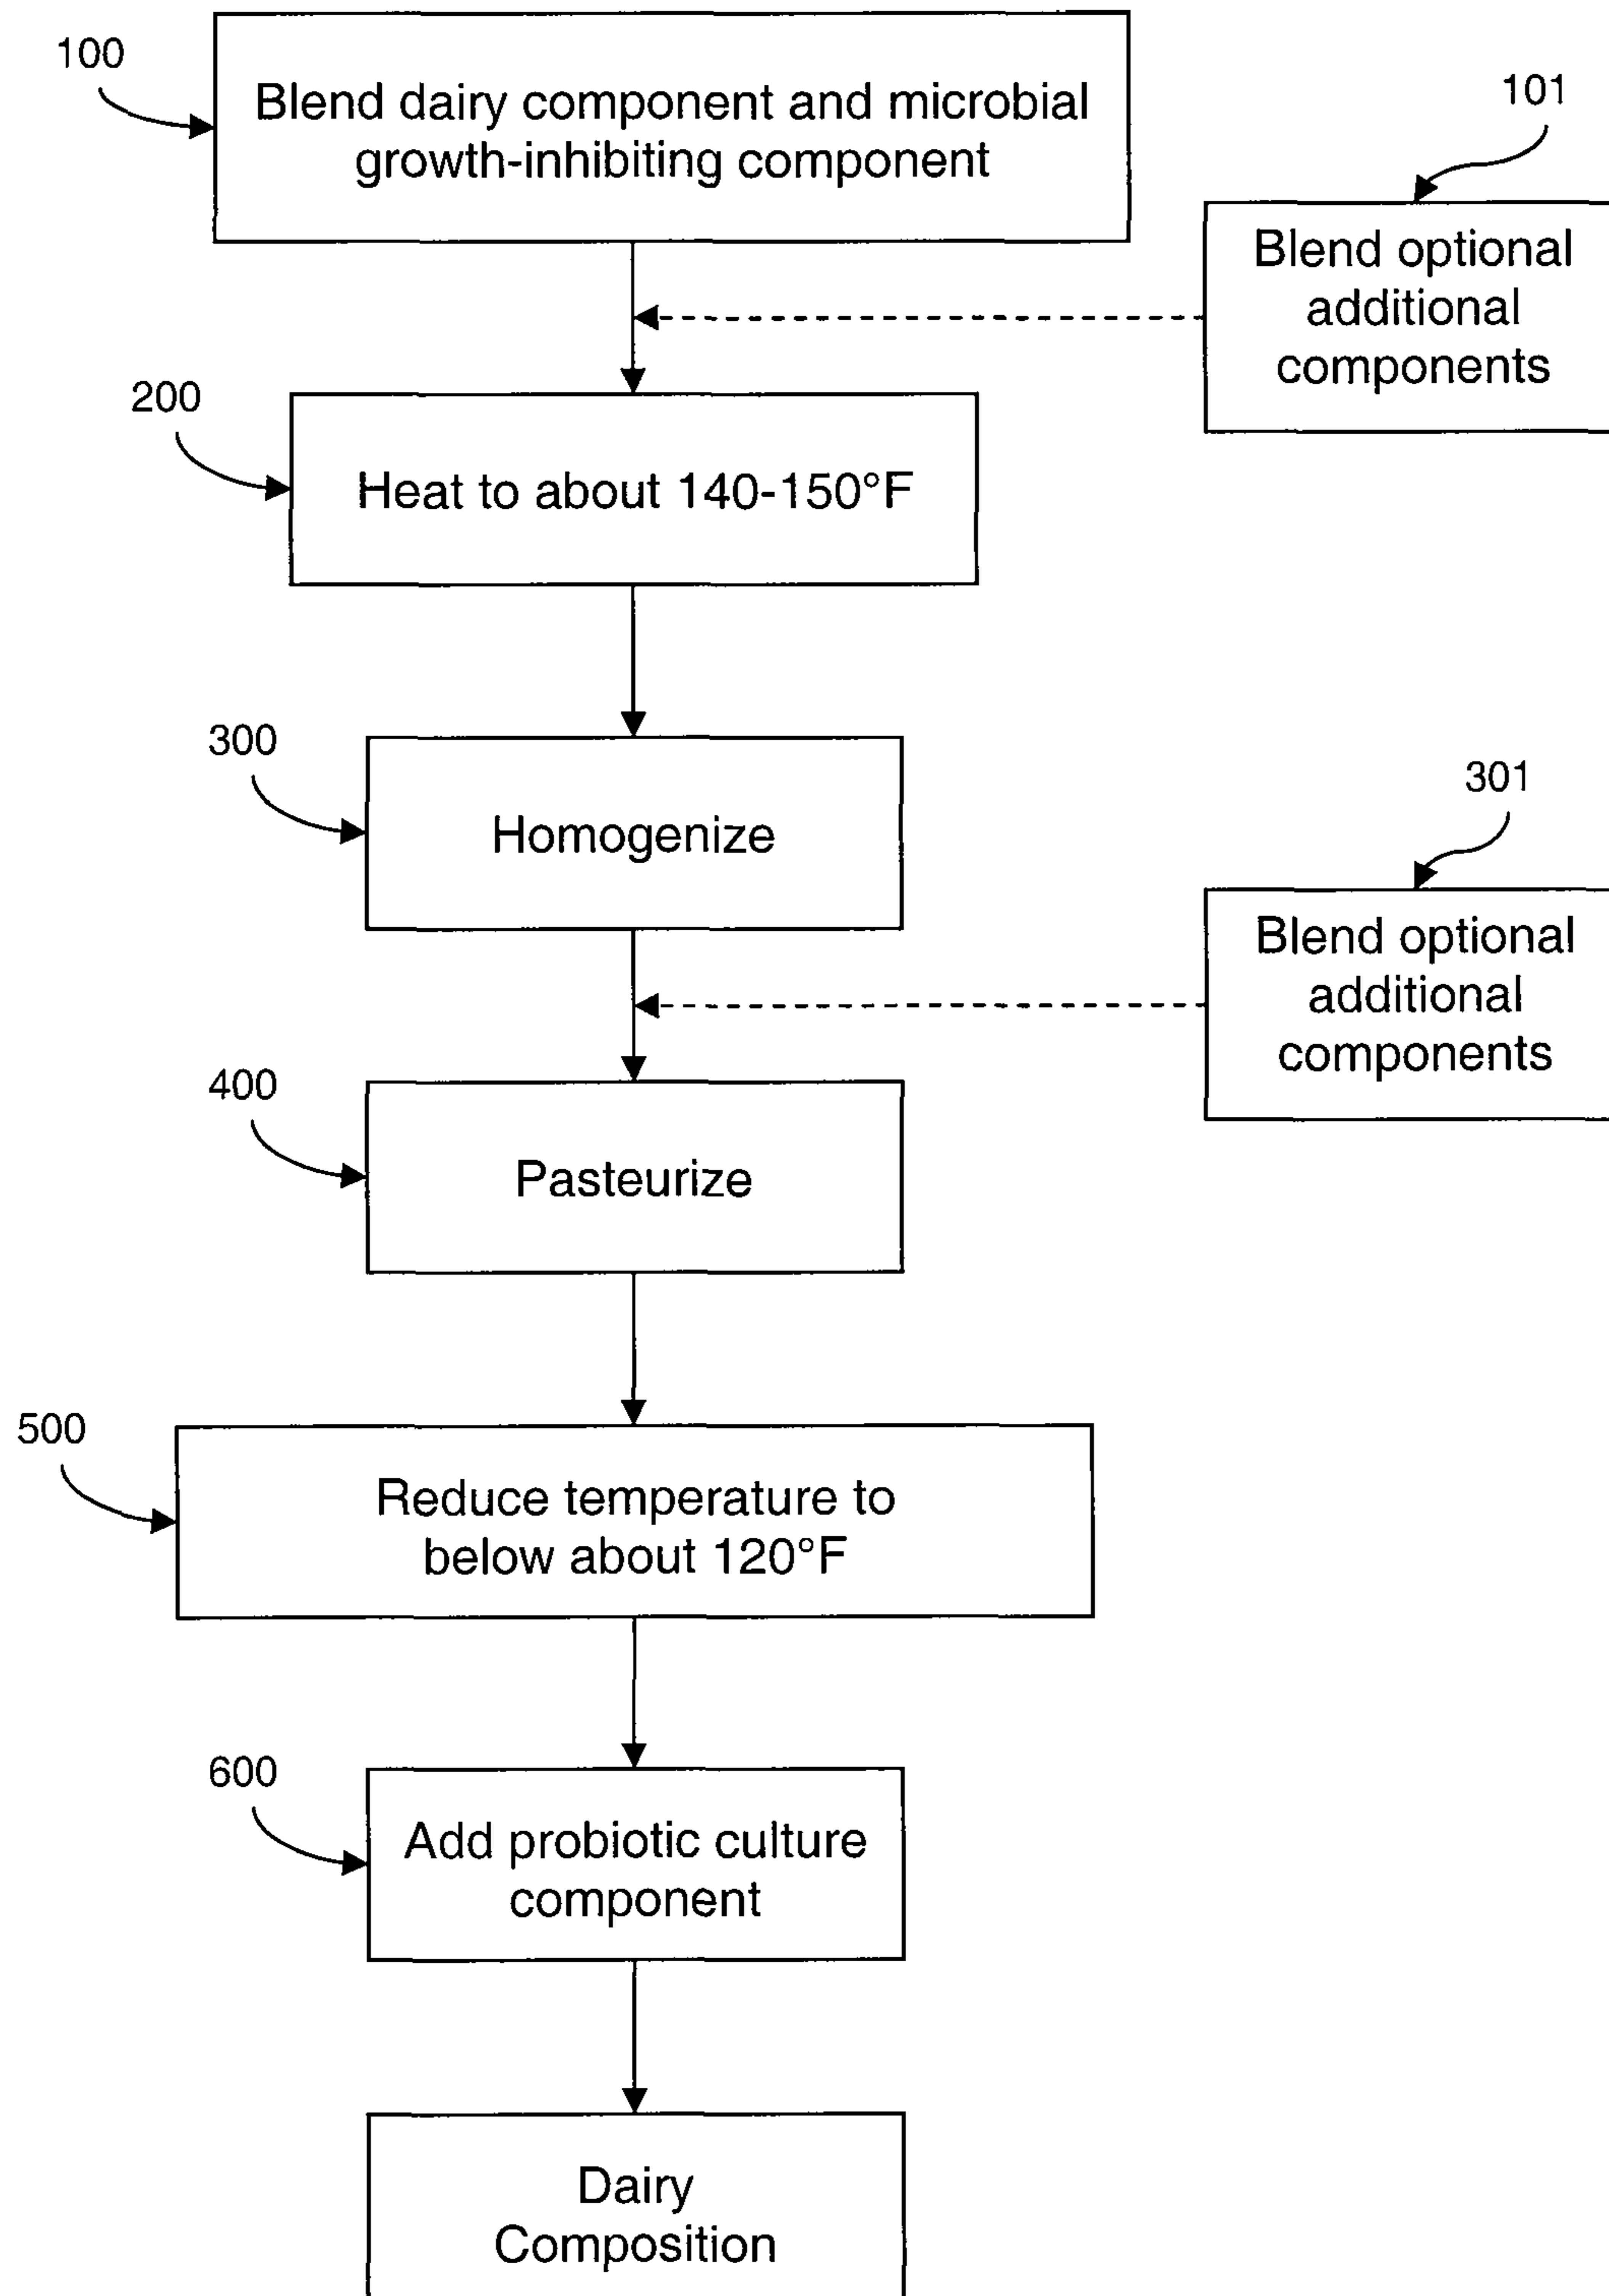 100
Blend dairy component and microbial
growth-inhibiting component
101
Blend optional
additional
components
200
Heat to about 140-150°F
300
Homogenize
301
Blend optional
additional
components
400
Pasteurize
500
Reduce temperature to
below about 120°F
600
Add probiotic culture
component
Dairy
Composition